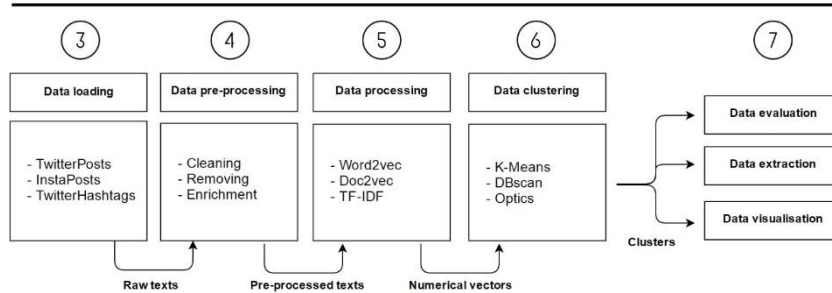 3
4
5
6
7
Data loading
Data pre-processing
Data processing
Data clustering
Data evaluation
- TwitterPosts
- InstaPosts
- TwitterHashtags
- Cleaning
- Removing
- Enrichment
- Word2vec
- Doc2vec
- TF-IDF
- K-Means
- DBscan
- Optics
Data extraction
Data visualisation
Clusters
Raw texts
Pre-processed texts
Numerical vectors